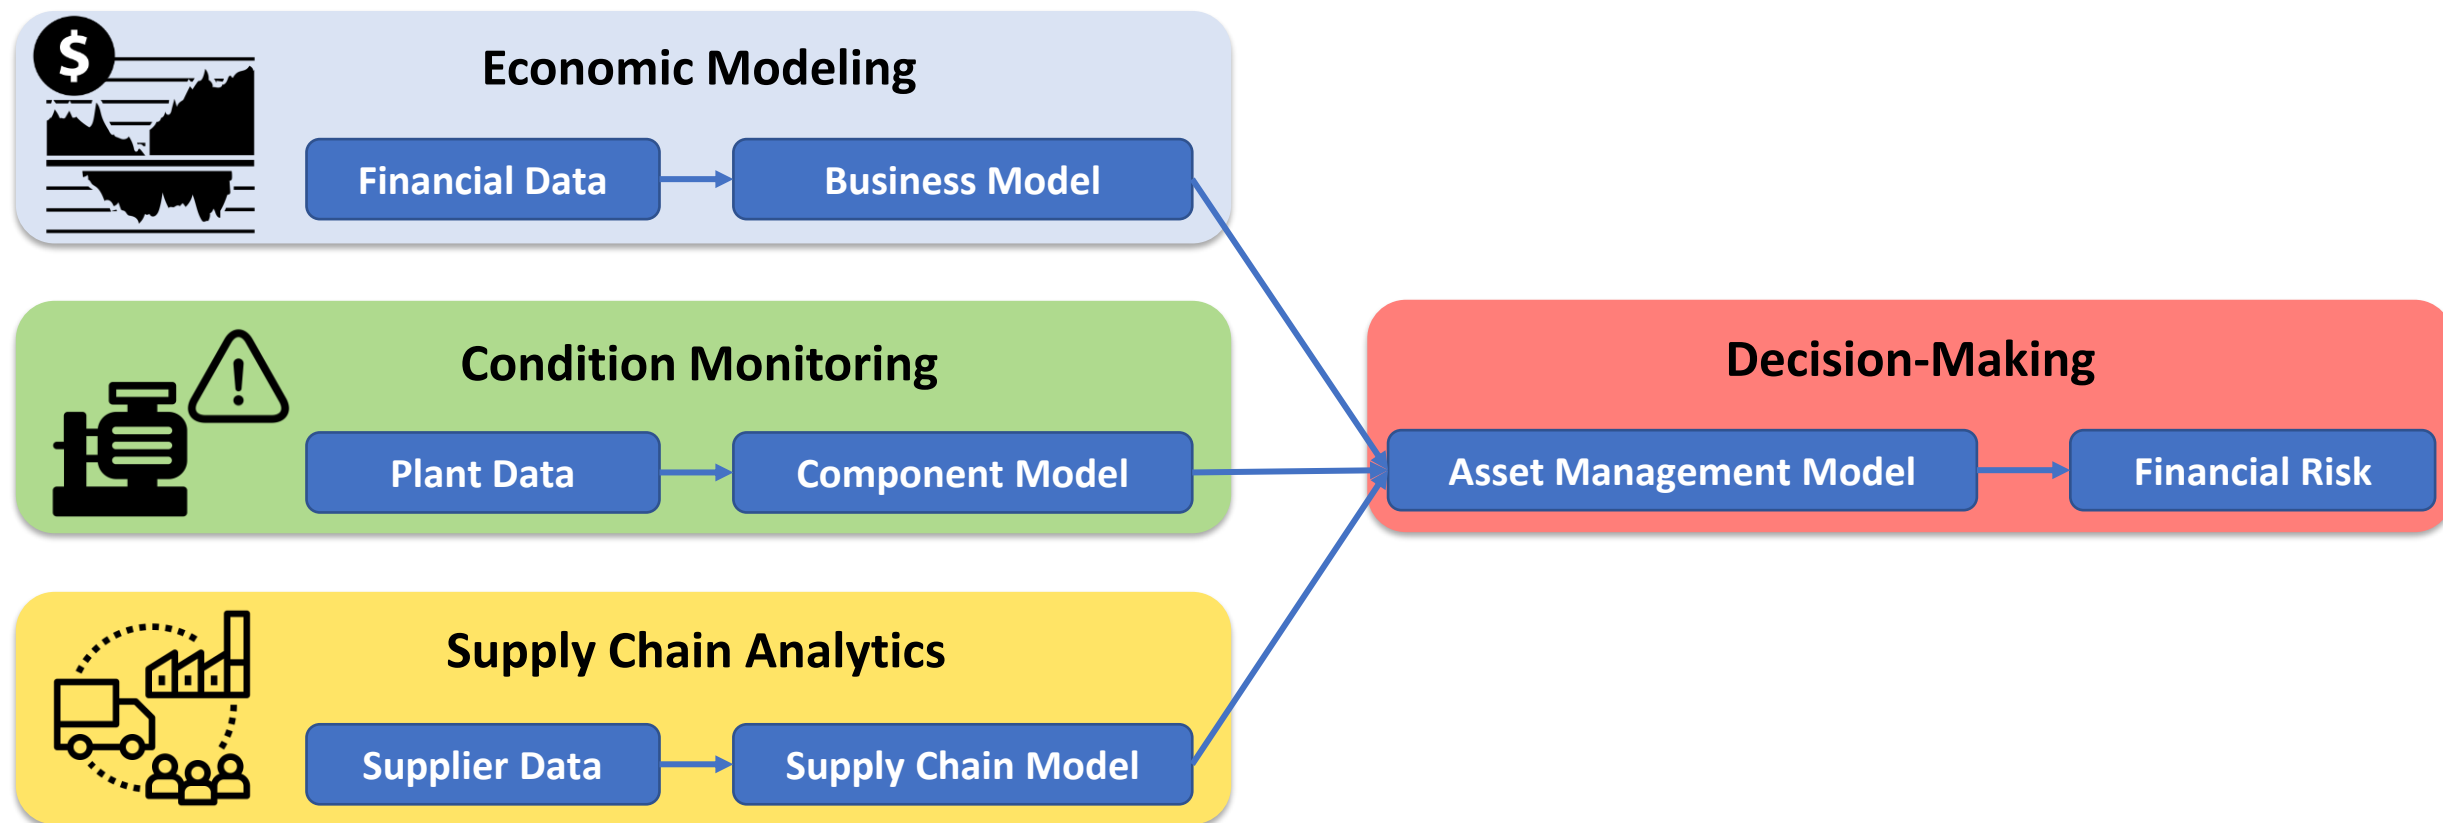 $
Economic Modeling
Financial Data
Business Model
Condition Monitoring
Plant Data
Component Model
Supply Chain Analytics
Supplier Data
Supply Chain Model
Decision-Making
Asset Management Model
Financial Risk